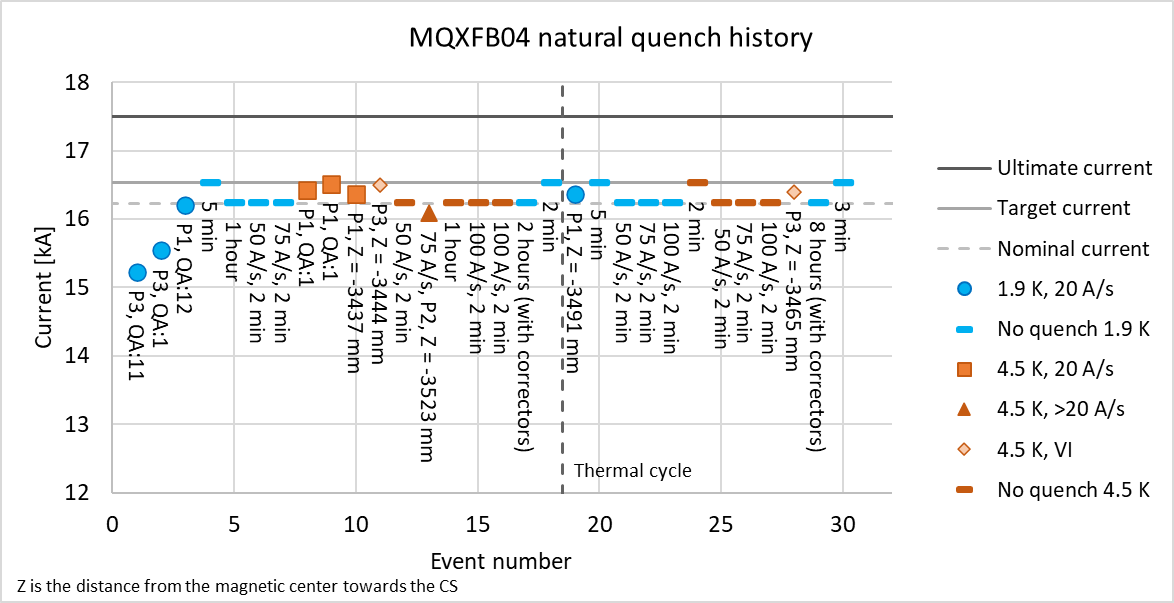 MQXFB04 natural quench history
Current [kA]
18
17
16
15
14
13
12
P3, QA:11
P3, QA:1
P1, QA:12
5 min
1 hour
50 A/s, 2 min
75 A/s, 2 min
P1, QA:1
P1, QA:1
P1, Z = -3437 mm
P3, Z = -3444 mm
50 A/s, 2 min
75 A/s, P2, Z = -3523 mm
1 hour
100 A/s, 2 min
100 A/s, 2 min
2 hours (with correctors)
2 min
P1, Z = -3491 mm
5 min
50 A/s, 2 min
75 A/s, 2 min
100 A/s, 2 min
2 min
50 A/s, 2 min
75 A/s, 2 min
100 A/s, 2 min
P3, Z = -3465 mm
8 hours (with correctors)
3 min
Thermal cycle
0
5
10
15
20
25
30
Event number
Ultimate current
Target current
Nominal current
1.9 K, 20 A/s
No quench 1.9 K
4.5 K, 20 A/s
4.5 K, >20 A/s
4.5 K, VI
No quench 4.5 K
Z is the distance from the magnetic center towards the CS